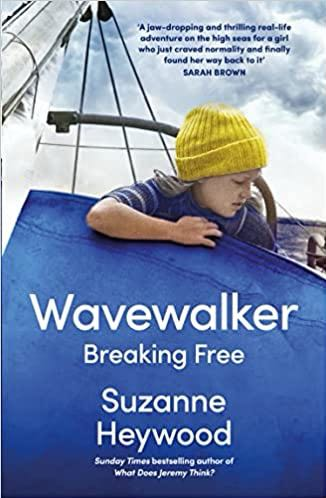 'A jaw-dropping and thrilling real-life
adventure on the high seas for a girl
who just craved normality and finally
found her way back to it'
SARAH BROWN
Wavewalker
Breaking Free
Suzanne
Heywood
Sunday Times bestselling author of
What Does Jeremy Think?